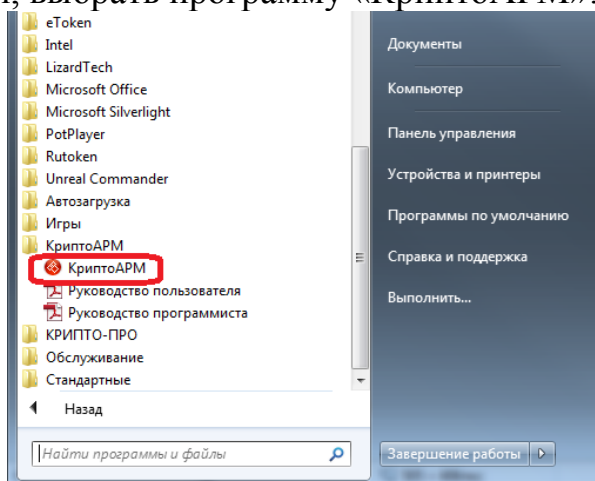 выбрать программу «КриптоАРМ».
eToken
Intel
LizardTech
Microsoft Office
Microsoft Silverlight
PotPlayer
Rutoken
Unreal Commander
Автозагрузка
Игры
КриптоАРМ
КриптоАРМ
Руководство пользователя
Руководство программиста
КРИПТО-ПРО
Обслуживание
Стандартные
Назад
Найти программы и файлы
Документы
Компьютер
Панель управления
Устройства и принтеры
Программы по умолчанию
Справка и поддержка
Выполнить...
Завершение работы